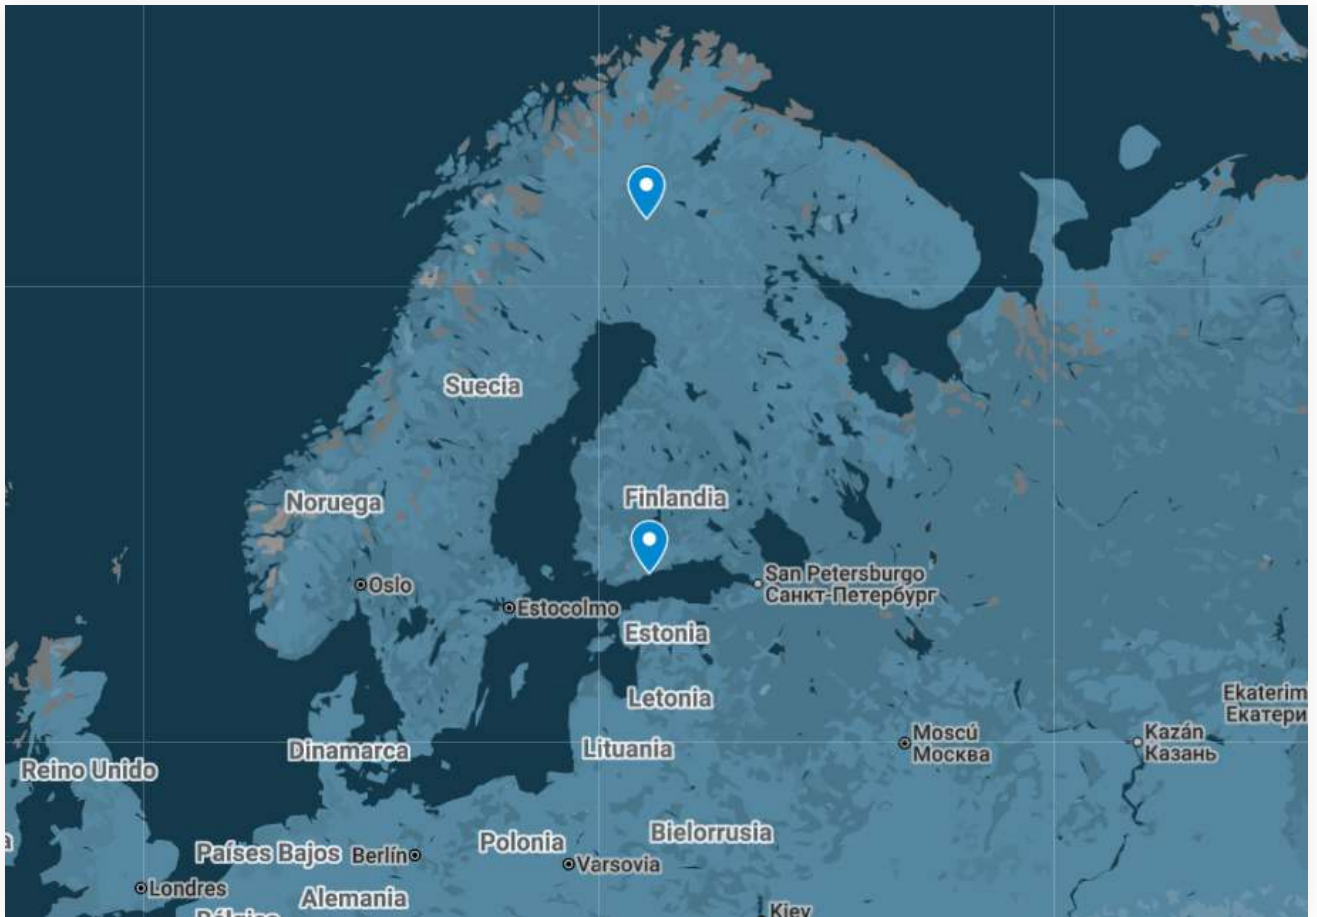 Suecia
Noruega
Finlandia
Oslo
Estocolmo
San Petersburgo
Санкт-Петербург
Estonia
Letonia
Ekaterim
Екатери
Moscú
Москва
Kazán
Казань
Dinamarca
Lituania
Reino Unido
Bielorrusia
Polonia
Países Bajos
Berlín
Varsovia
Londres
Alemania
Kiev